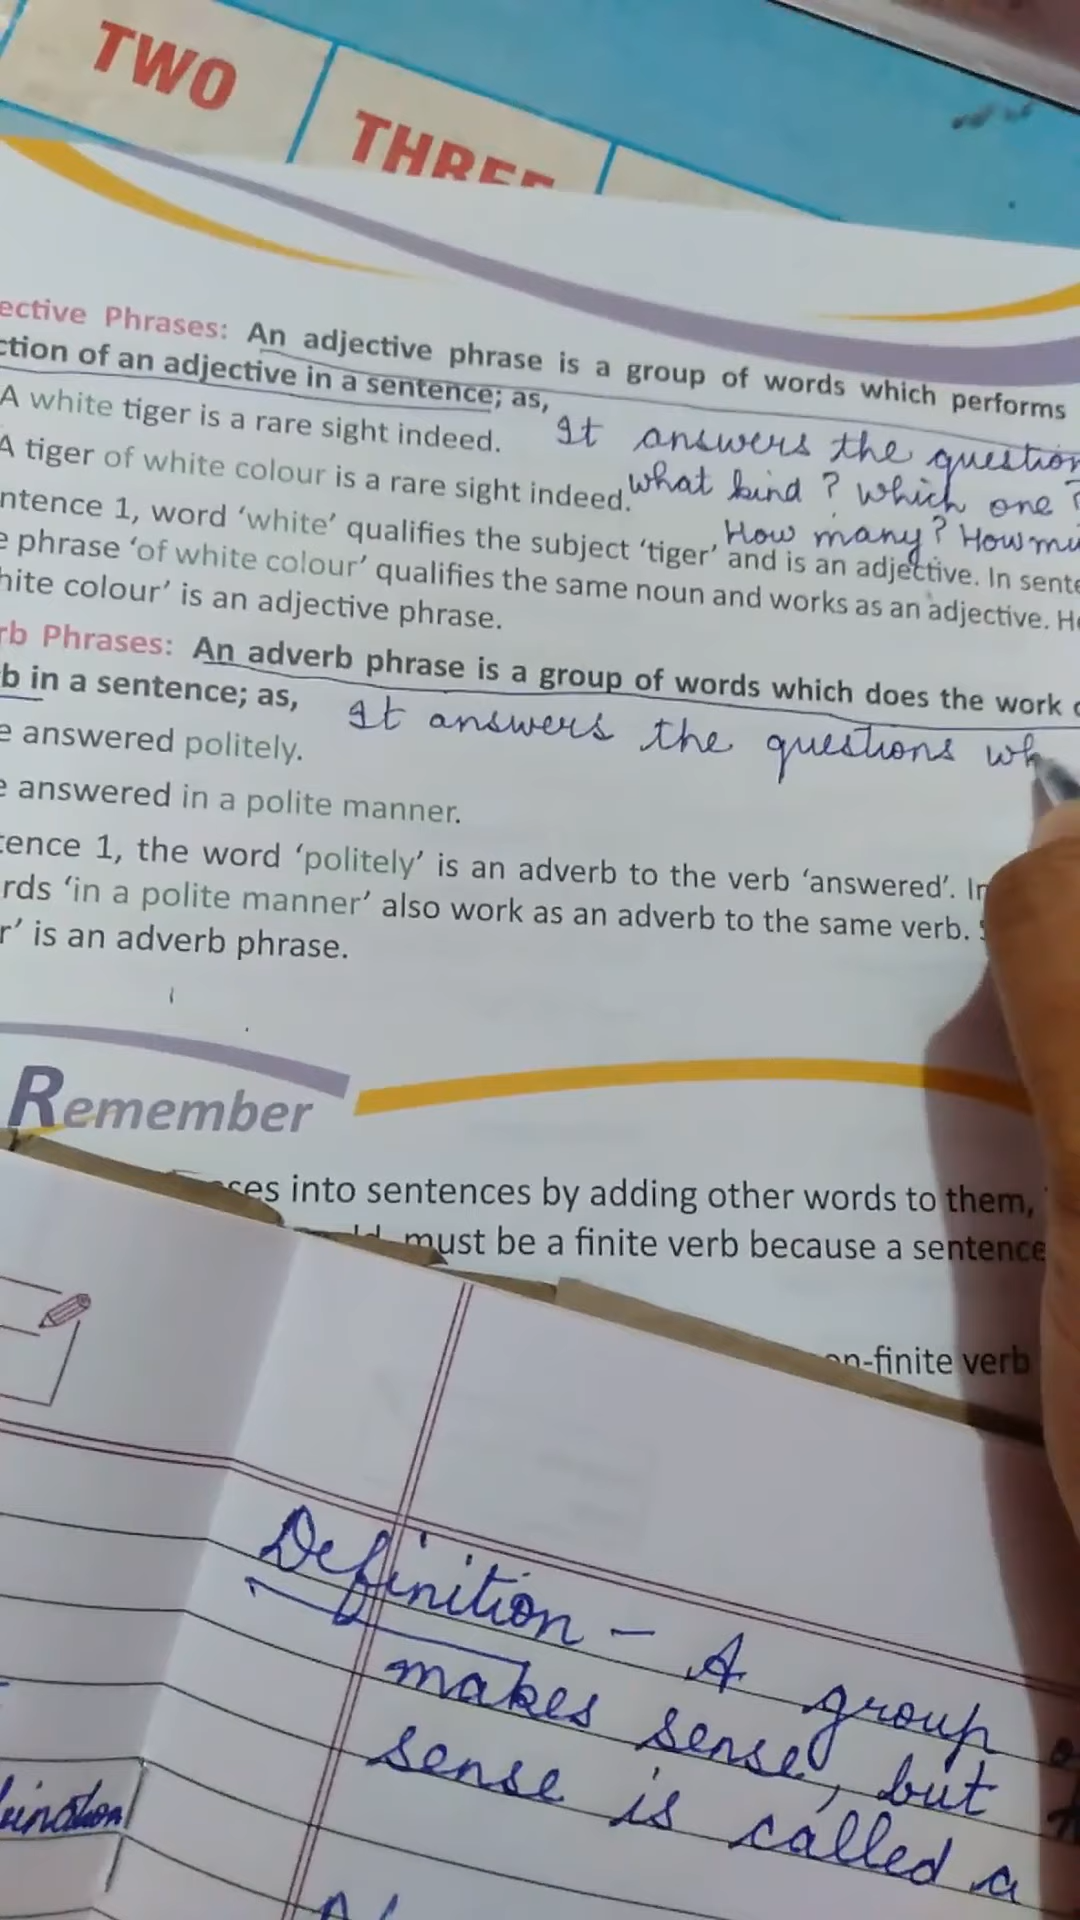 TWO
THREE
ective Phrases: An adjective phrase is a group of words which performs
ction of an adjective in a sentence; as,
A white tiger is a rare sight indeed.
It answers the question
A tiger of white colour is a rare sight indeed.
what kind? which one?
How many? How mu
ntence 1, word ‘white’ qualifies the subject ‘tiger’ and is an adjective. In sente
e phrase ‘of white colour’ qualifies the same noun and works as an adjective. He
hite colour’ is an adjective phrase.
rb Phrases: An adverb phrase is a group of words which does the work o
b in a sentence; as,
It answers the questions wh
e answered politely.
e answered in a polite manner.
tence 1, the word ‘politely’ is an adverb to the verb ‘answered’. In
rds ‘in a polite manner’ also work as an adverb to the same verb.
r’ is an adverb phrase.
Remember
ses into sentences by adding other words to them,
must be a finite verb because a sentence
on-finite verb
Definition - A group
makes sense, but
sense is called a